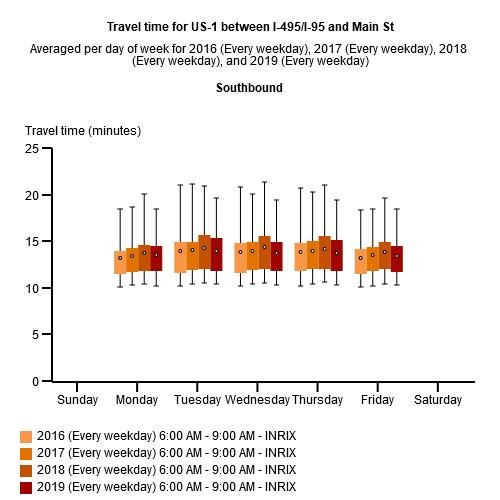 Travel time for US-1 between I-495/I-95 and Main St
Averaged per day of week for 2016 (Every weekday), 2017 (Every weekday), 2018
(Every weekday), and 2019 (Every weekday)
Southbound
Travel time (minutes)
25
20
15
10
5
0
Sunday Monday Tuesday Wednesday Thursday Friday Saturday
2016 (Every weekday) 6:00 AM - 9:00 AM - INRIX
2017 (Every weekday) 6:00 AM - 9:00 AM - INRIX
2018 (Every weekday) 6:00 AM - 9:00 AM - INRIX
2019 (Every weekday) 6:00 AM - 9:00 AM - INRIX